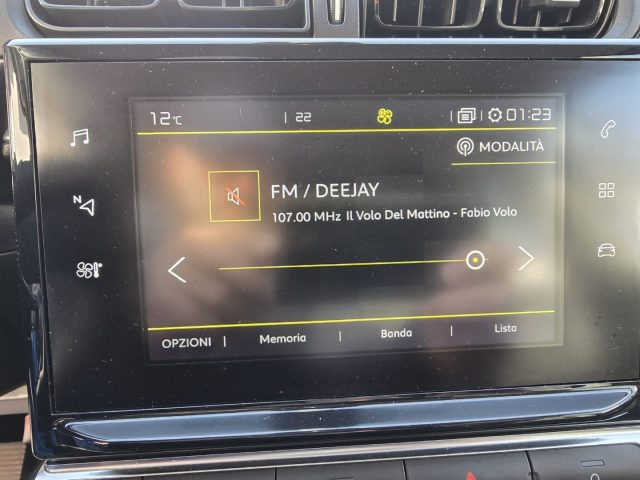 12°C | 22 | 01:23
MODALITÀ
FM / DEEJAY
107.00 MHz Il Volo Del Mattino - Fabio Volo
N
OPZIONI | Memoria | Banda | Lista